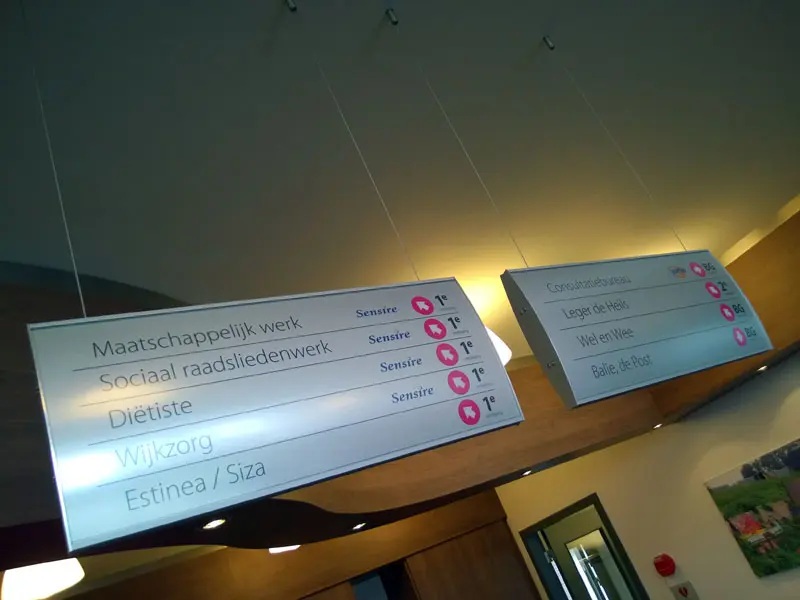 Maatschappelijk werk Sensire 1e
Sociaal raadsliedenwerk Sensire 1e
Diëtiste Sensire 1e
Wijkzorg Sensire 1e
Estinea / Siza 1e
Consultatiebureau BG
Leger de Heils 2e
Wel en Wee BG
Balie, de Post BG